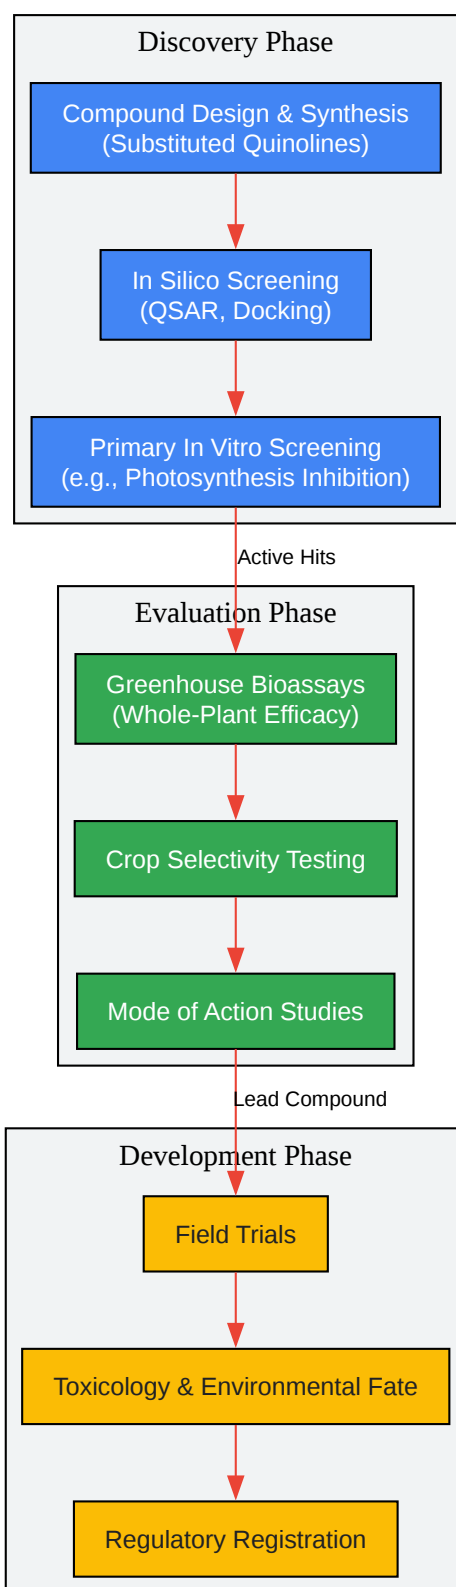 Discovery Phase
Compound Design & Synthesis
(Substituted Quinolines)
In Silico Screening
(QSAR, Docking)
Primary In Vitro Screening
(e.g., Photosynthesis Inhibition)
Active Hits
Evaluation Phase
Greenhouse Bioassays
(Whole-Plant Efficacy)
Crop Selectivity Testing
Mode of Action Studies
Lead Compound
Development Phase
Field Trials
Toxicology & Environmental Fate
Regulatory Registration